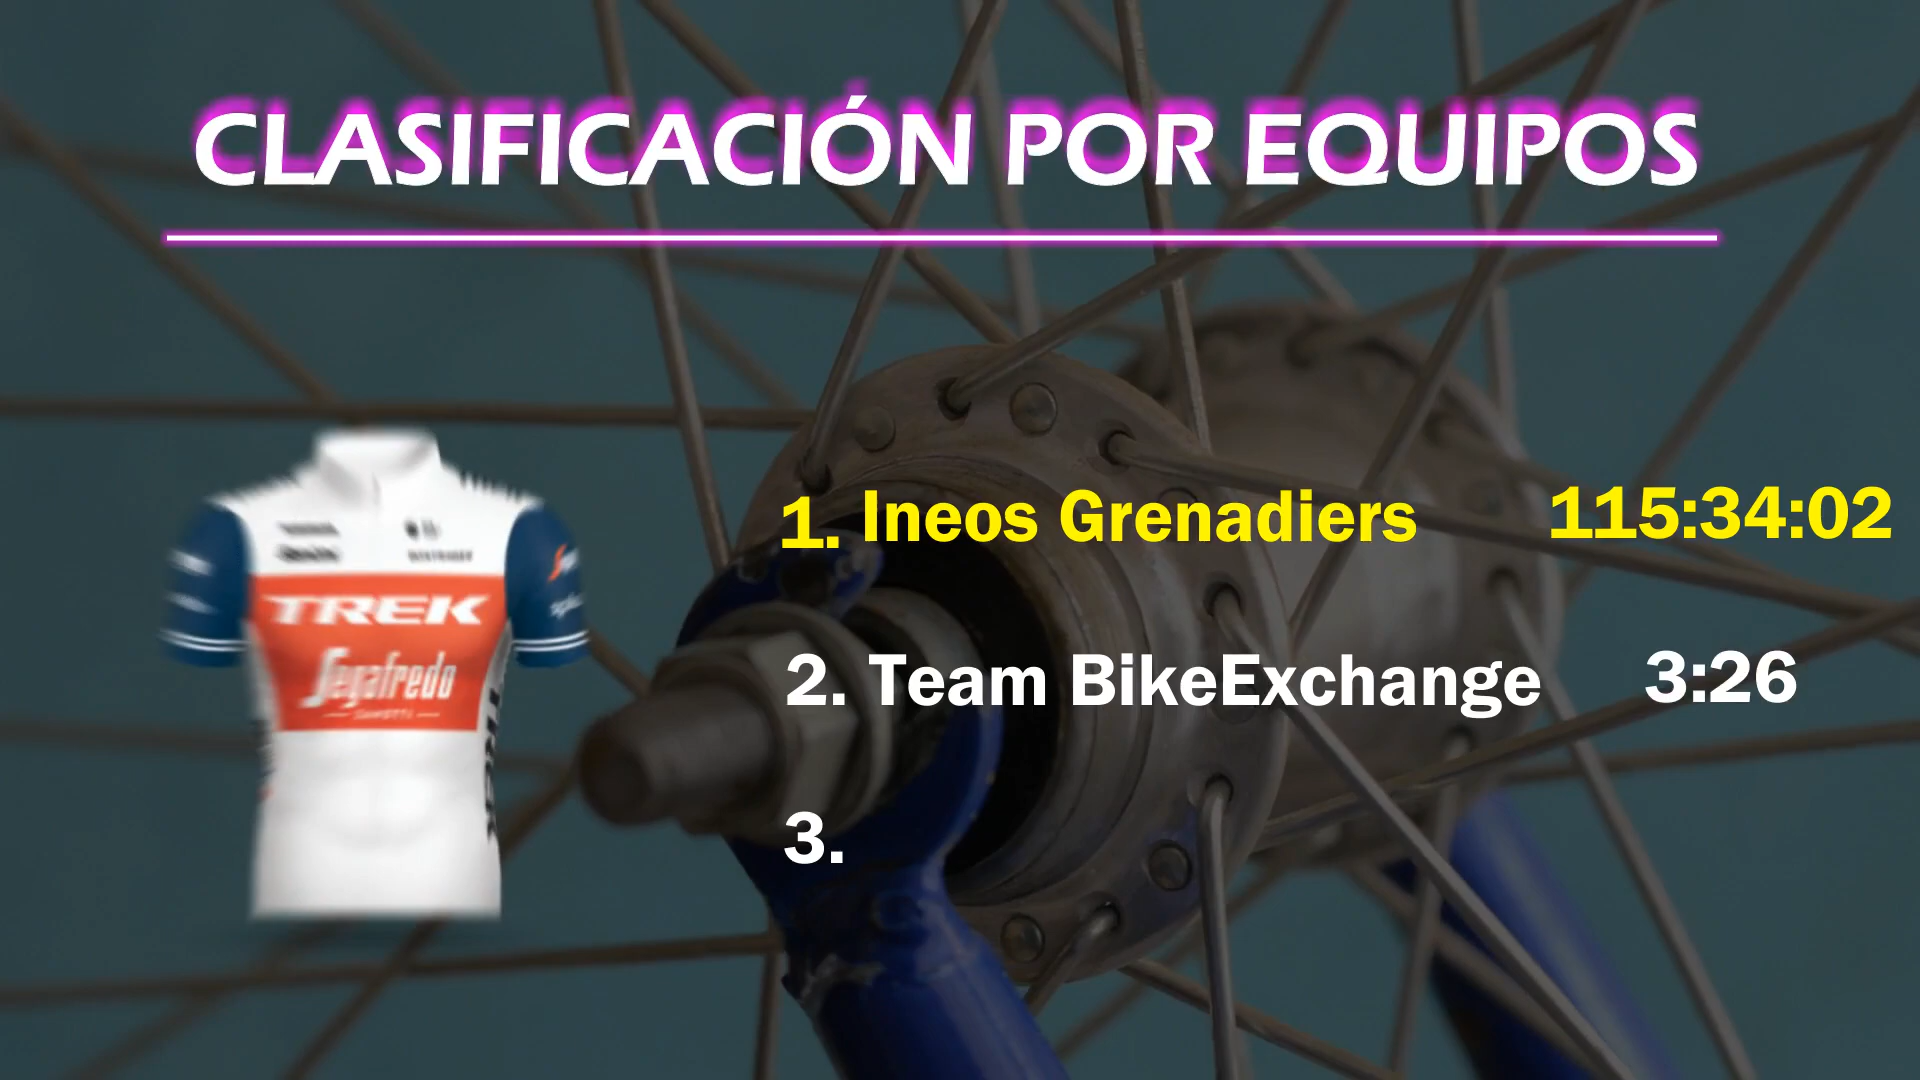 CLASIFICACIÓN POR EQUIPOS
1. Ineos Grenadiers 115:34:02
2. Team BikeExchange 3:26
3.
TREK
Segafredo